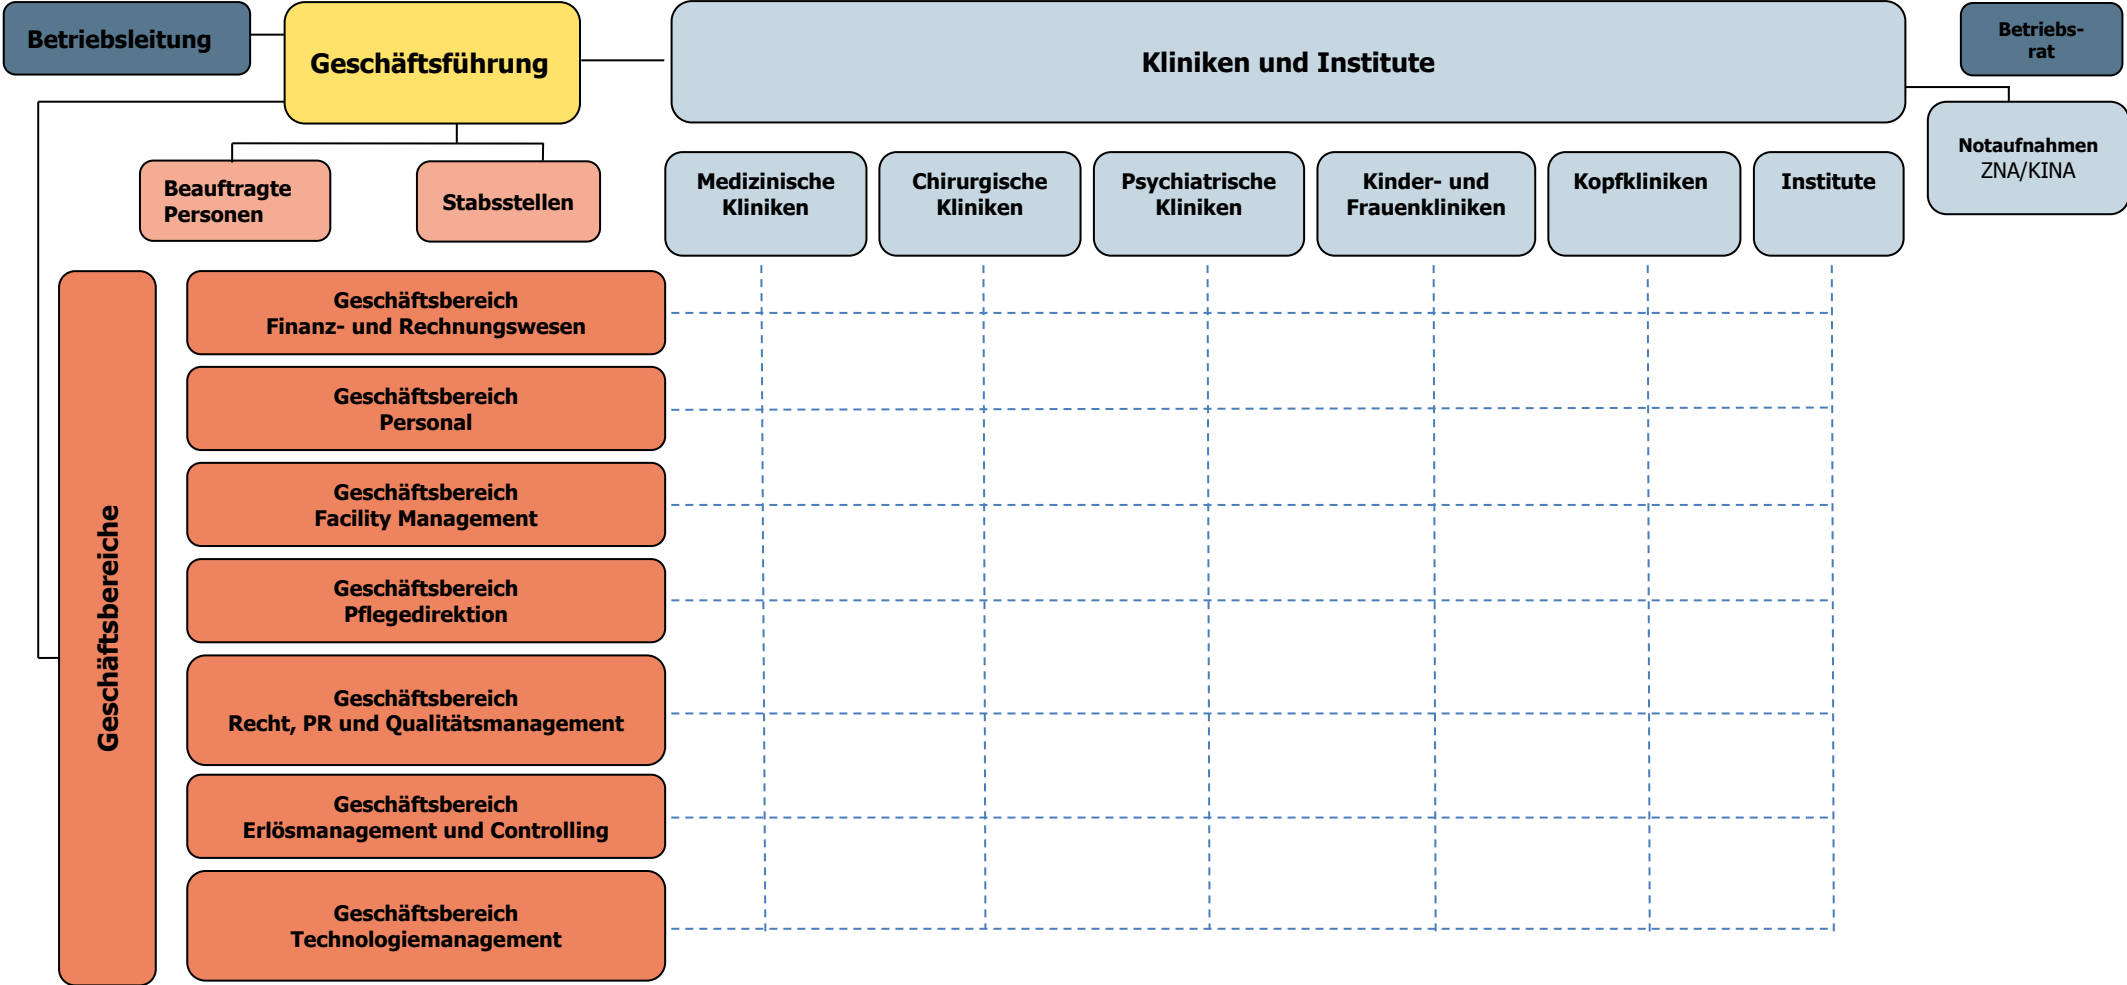 Betriebsleitung
Geschäftsführung
Kliniken und Institute
Betriebs-
rat
Notaufnahmen
ZNA/KINA
Beauftragte
Personen
Stabsstellen
Medizinische
Kliniken
Chirurgische
Kliniken
Psychiatrische
Kliniken
Kinder- und
Frauenkliniken
Kopfkliniken
Institute
Geschäftsbereiche
Geschäftsbereich
Finanz- und Rechnungswesen
Geschäftsbereich
Personal
Geschäftsbereich
Facility Management
Geschäftsbereich
Pflegedirektion
Geschäftsbereich
Recht, PR und Qualitätsmanagement
Geschäftsbereich
Erlösmanagement und Controlling
Geschäftsbereich
Technologiemanagement